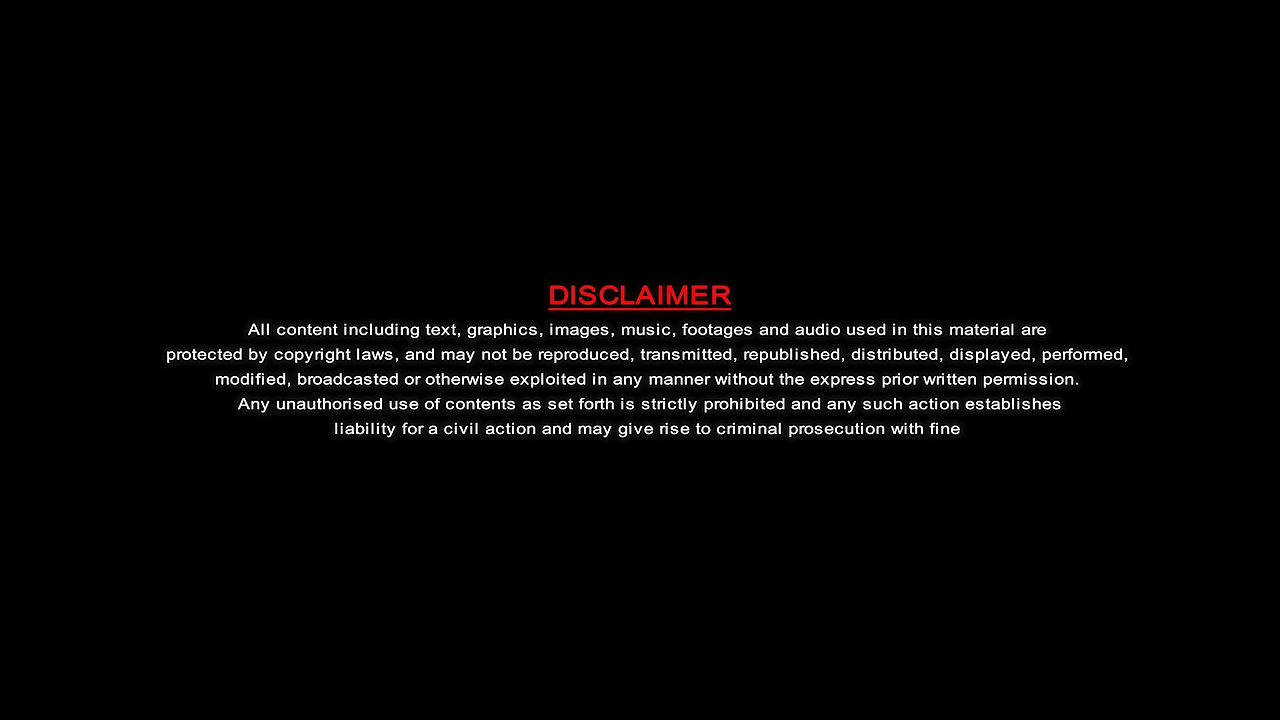 DISCLAIMER
All content including text, graphics, images, music, footages and audio used in this material are
protected by copyright laws, and may not be reproduced, transmitted, republished, distributed, displayed, performed,
modified, broadcasted or otherwise exploited in any manner without the express prior written permission.
Any unauthorised use of contents as set forth is strictly prohibited and any such action establishes
liability for a civil action and may give rise to criminal prosecution with fine